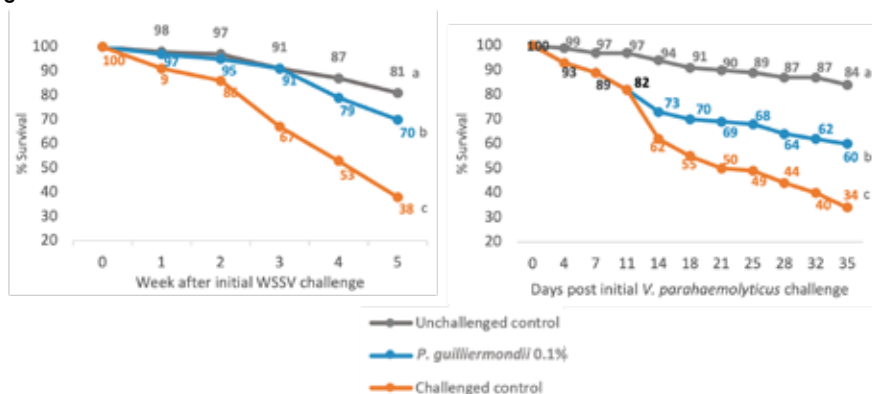 98
97
91
87
81 a
100
97
95
91
79
70 b
9
86
67
53
38 c
100
90
80
70
60
50
40
30
20
% Survival
0 1 2 3 4 5
Week after initial WSSV challenge
100 99 97 97 94 91 90 89 87 87 84 a
93 89 82
73 70 69 68 64 62 60 b
62 55 50 49 44 40 34 c
100
90
80
70
60
50
40
30
20
% Survival
0 4 7 11 14 18 21 25 28 32 35
Days post initial V. parahaemolyticus challenge
Unchallenged control
P. guilliermondii 0.1%
Challenged control